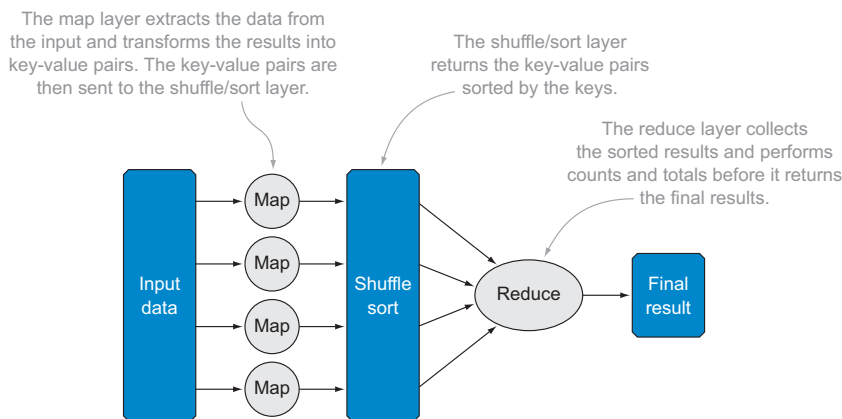 The map layer extracts the data from
the input and transforms the results into
key-value pairs. The key-value pairs are
then sent to the shuffle/sort layer.
The shuffle/sort layer
returns the key-value pairs
sorted by the keys.
The reduce layer collects
the sorted results and performs
counts and totals before it returns
the final results.
Input
data
Map
Map
Map
Map
Shuffle
sort
Reduce
Final
result